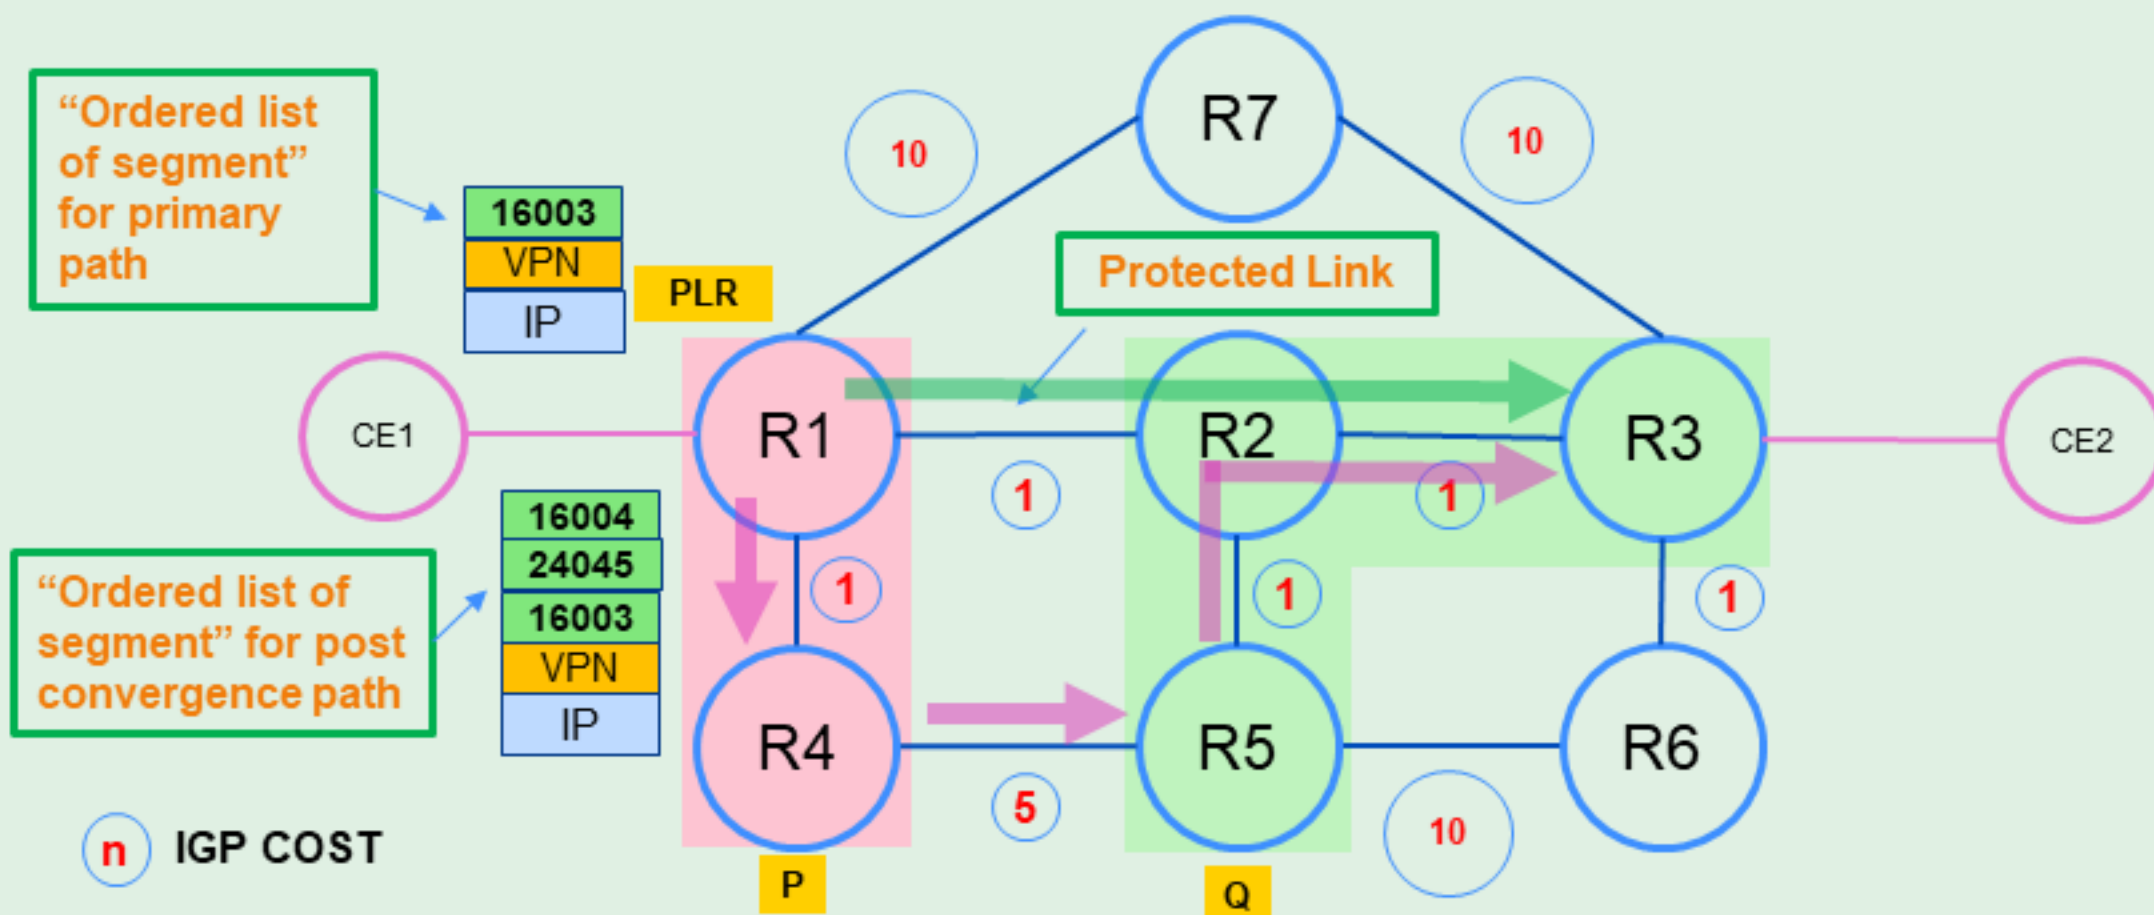 R7
“Ordered list
of segment”
for primary
path
10
10
16003
VPN
IP
PLR
Protected Link
CE1
R1
R2
R3
CE2
1
1
“Ordered list of
segment” for post
convergence path
16004
24045
16003
VPN
IP
1
1
1
R4
R5
R6
5
10
n IGP COST
P
Q